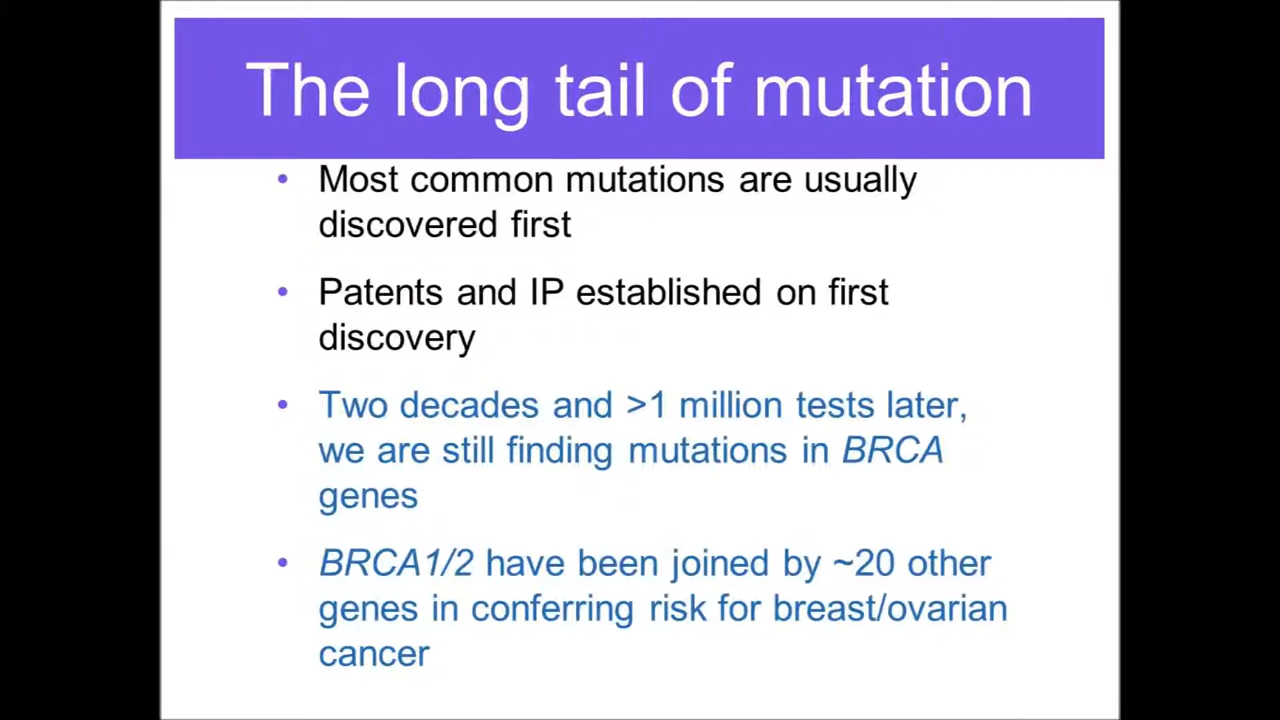 The long tail of mutation
• Most common mutations are usually
discovered first
• Patents and IP established on first
discovery
• Two decades and >1 million tests later,
we are still finding mutations in BRCA
genes
• BRCA1/2 have been joined by ~20 other
genes in conferring risk for breast/ovarian
cancer